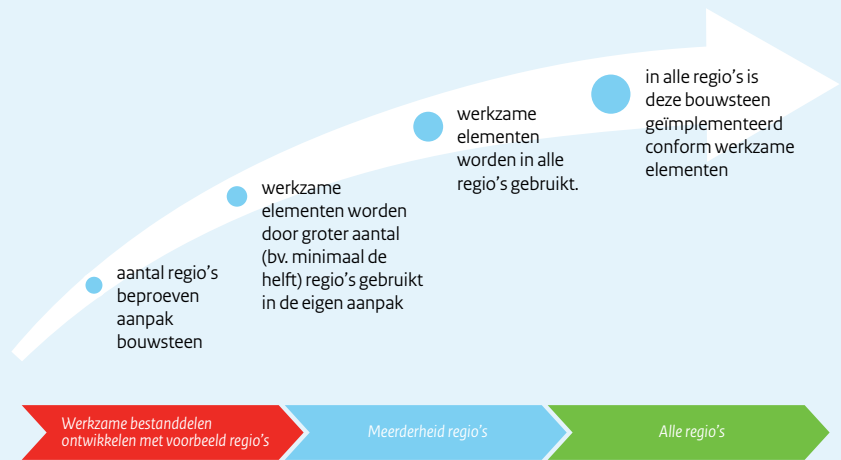 aantal regio's
beproeven
aanpak
bouwsteen
werkzame
elementen worden
door groter aantal
(bv. minimaal de
helft) regio's gebruikt
in de eigen aanpak
werkzame
elementen
worden in alle
regio's gebruikt.
in alle regio's is
deze bouwsteen
geïmplementeerd
conform werkzame
elementen
Werkzame bestanddelen
ontwikkelen met voorbeeld regio's
Meerderheid regio's
Alle regio's